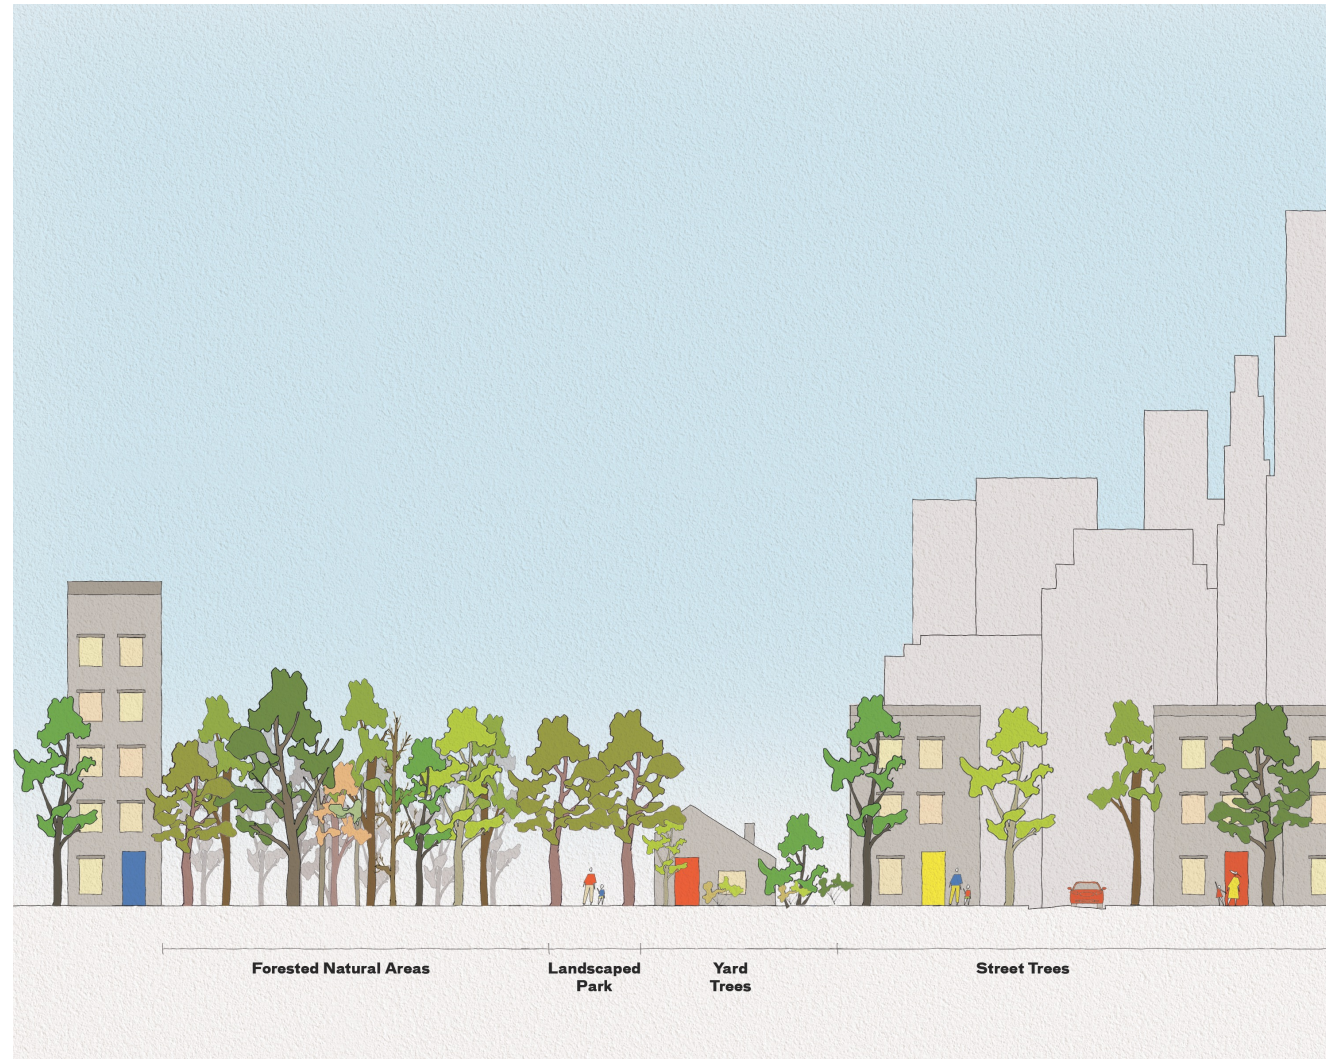 Forested Natural Areas
Landscaped
Park
Yard
Trees
Street Trees